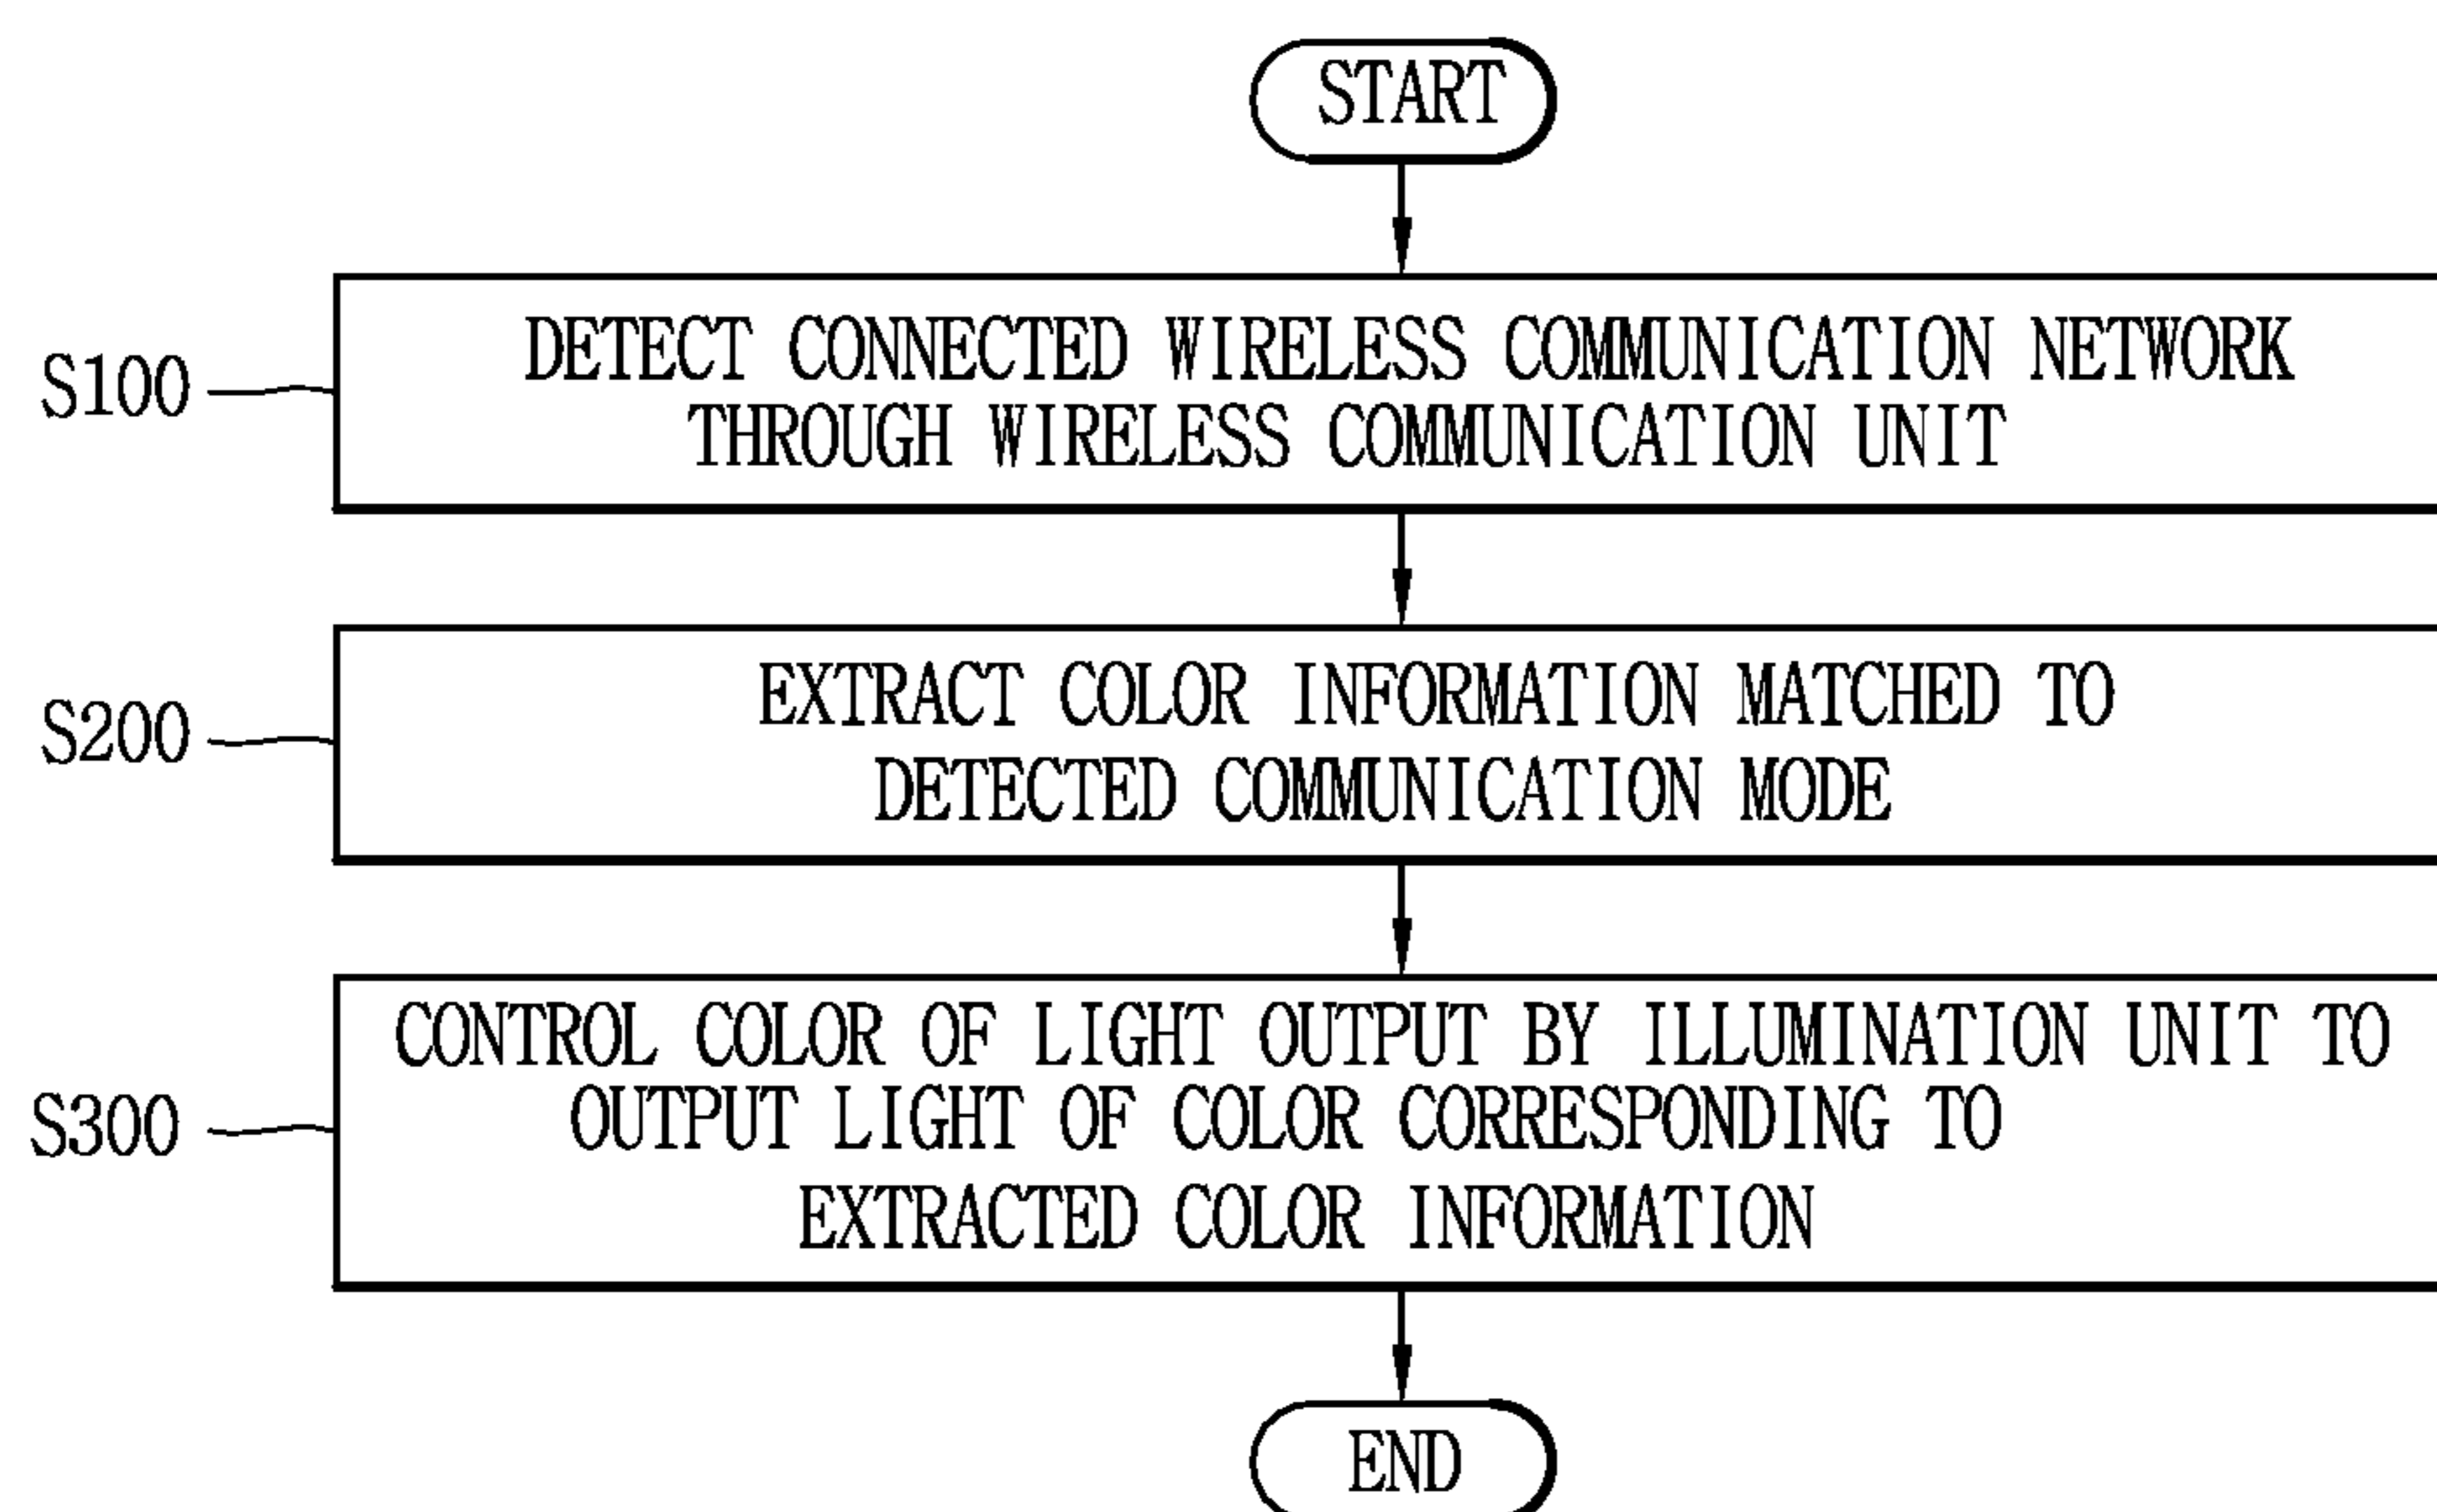 START
S100
DETECT CONNECTED WIRELESS COMMUNICATION NETWORK
THROUGH WIRELESS COMMUNICATION UNIT
S200
EXTRACT COLOR INFORMATION MATCHED TO
DETECTED COMMUNICATION MODE
S300
CONTROL COLOR OF LIGHT OUTPUT BY ILLUMINATION UNIT TO
OUTPUT LIGHT OF COLOR CORRESPONDING TO
EXTRACTED COLOR INFORMATION
END